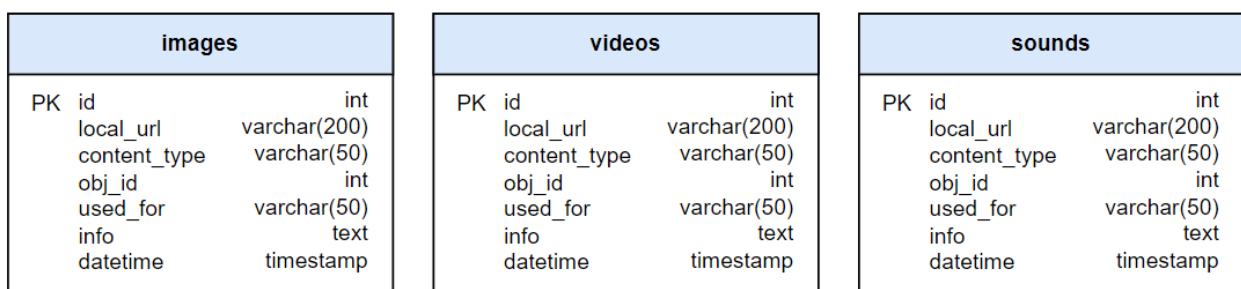 images
PK id int
local_url varchar(200)
content_type varchar(50)
obj_id int
used_for varchar(50)
info text
datetime timestamp
videos
PK id int
local_url varchar(200)
content_type varchar(50)
obj_id int
used_for varchar(50)
info text
datetime timestamp
sounds
PK id int
local_url varchar(200)
content_type varchar(50)
obj_id int
used_for varchar(50)
info text
datetime timestamp